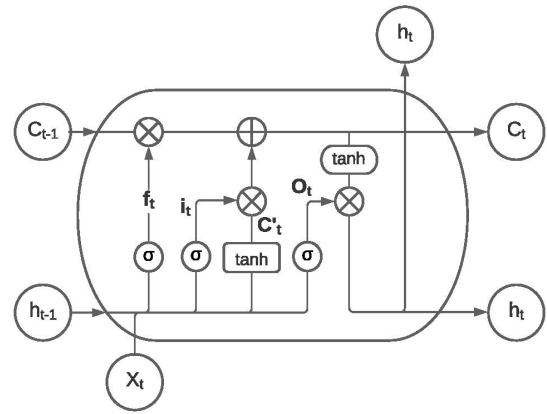 hₜ
Cₜ₋₁
Cₜ
tanh
fₜ
iₜ
Oₜ
C'ₜ
σ
σ
tanh
σ
hₜ₋₁
hₜ
Xₜ